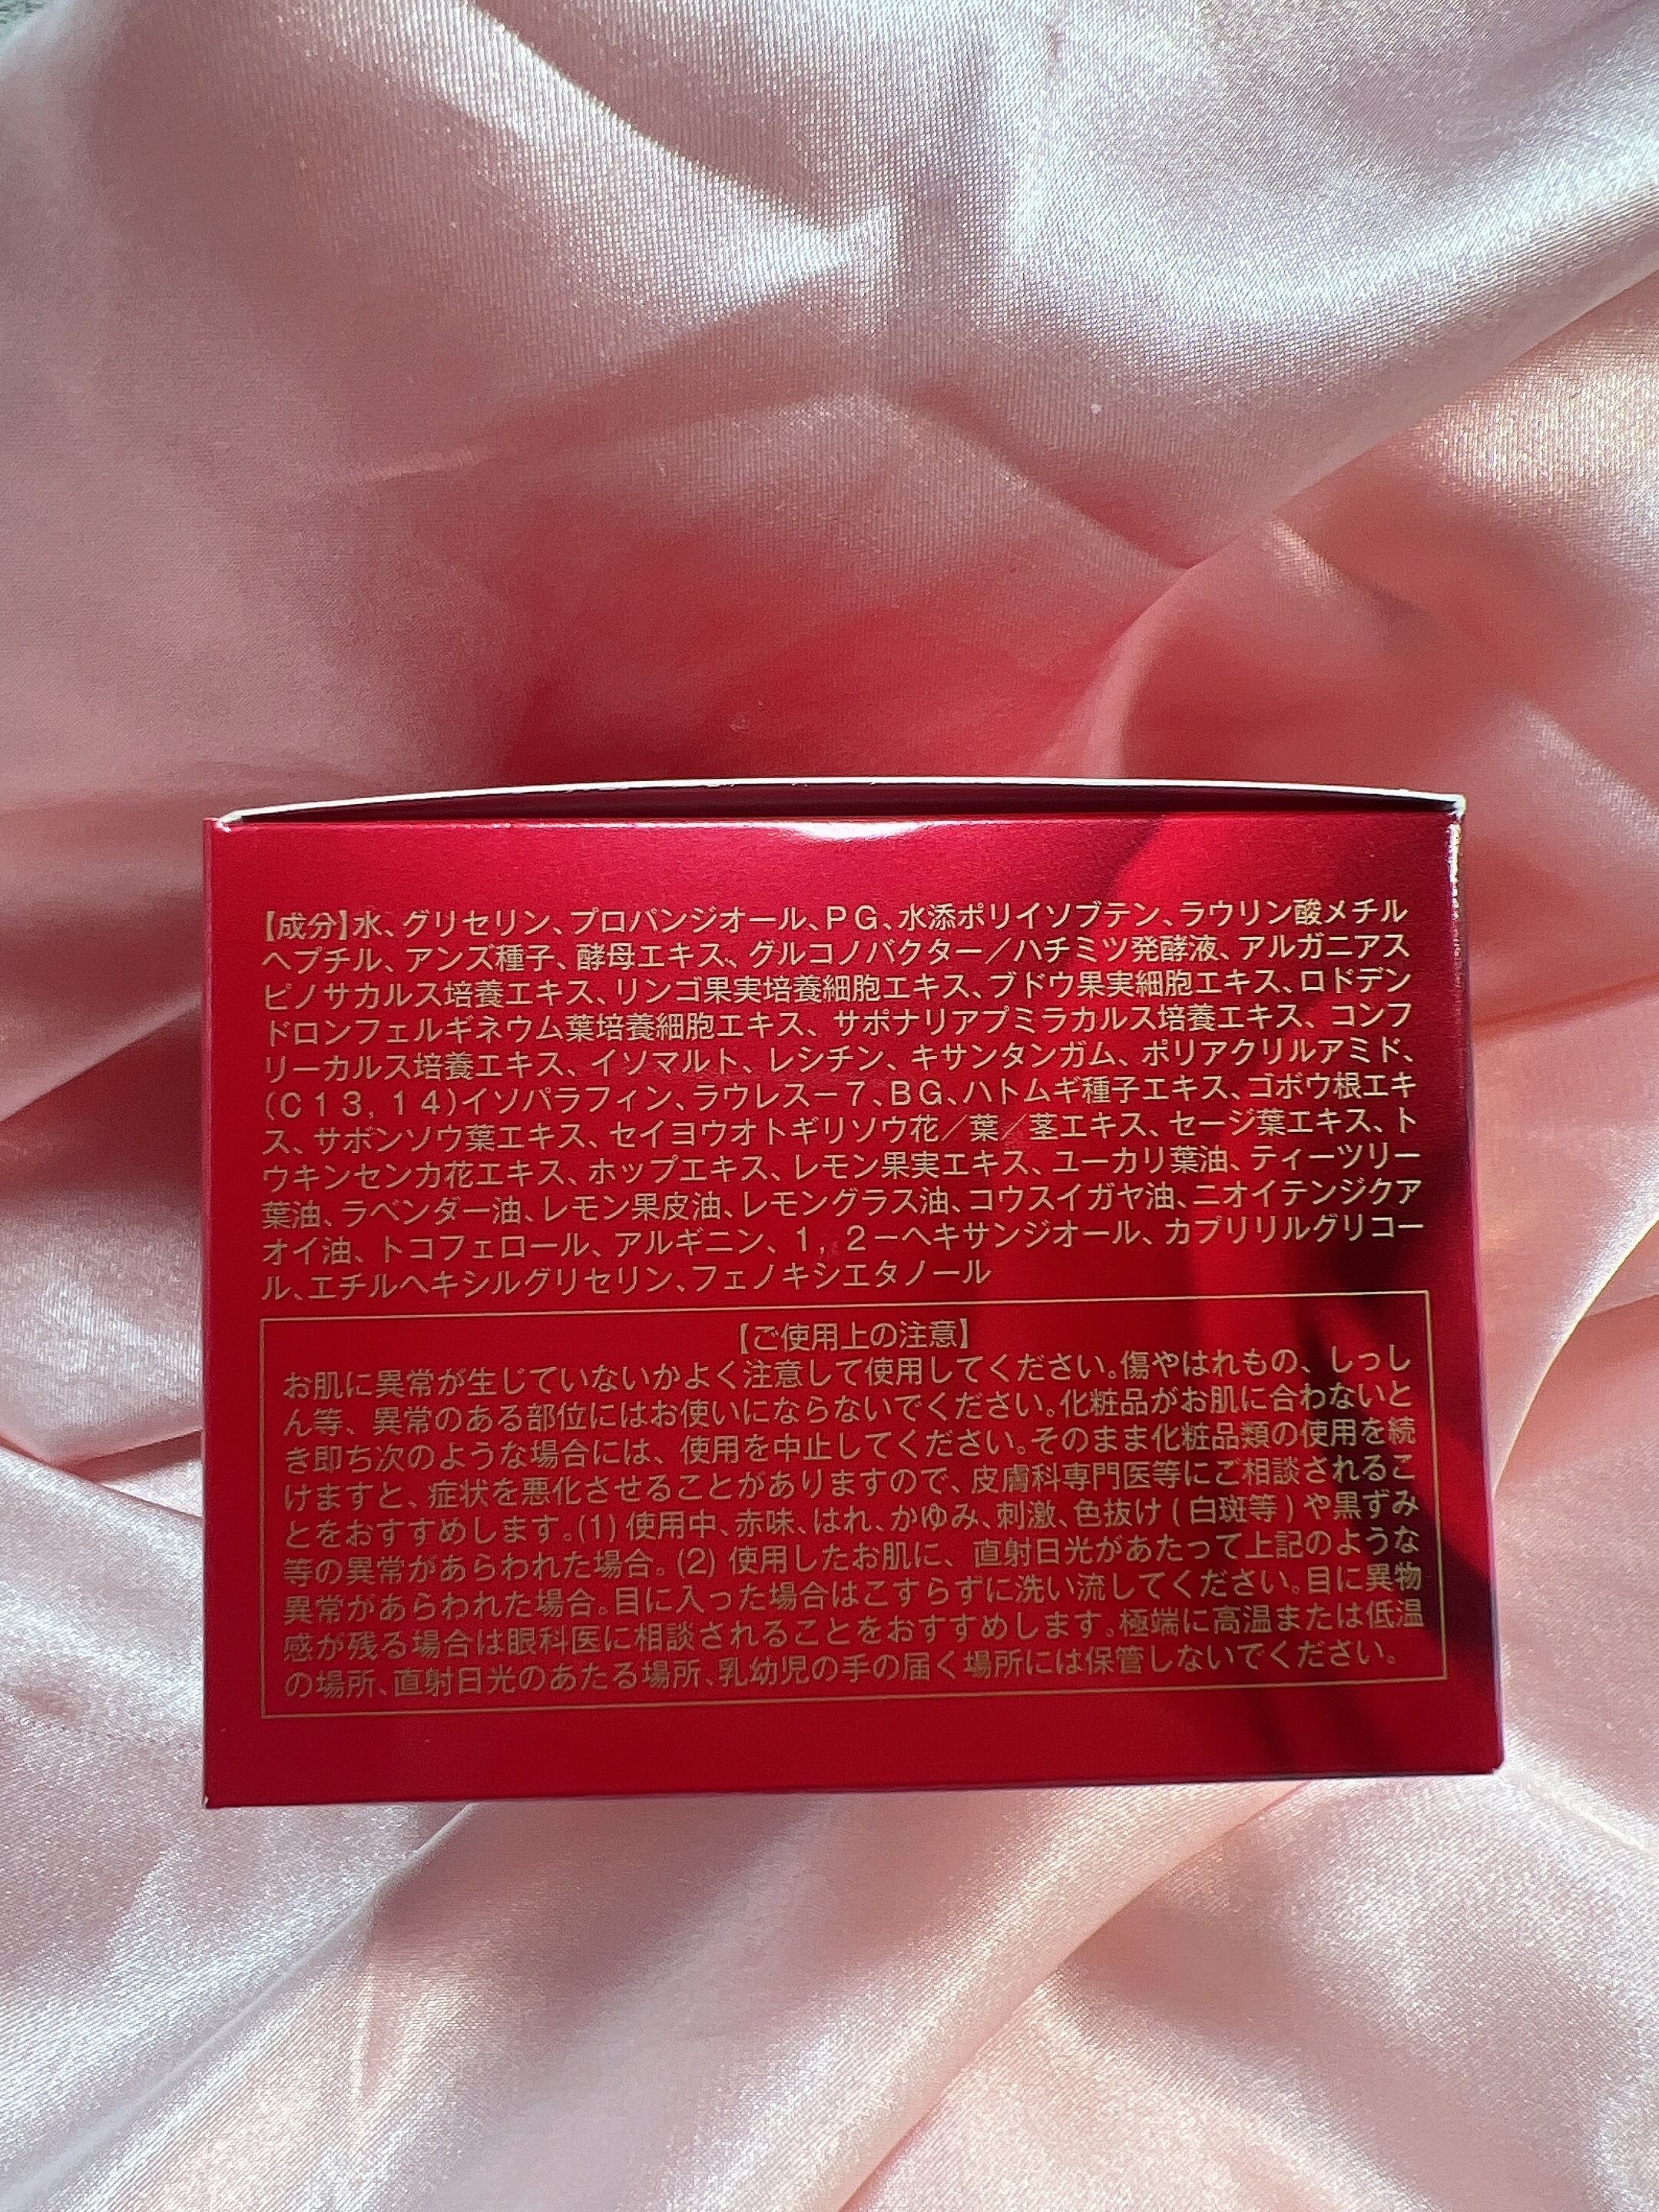 【成分】水、グリセリン、プロパンジオール、PG、水添ポリイソブテン、ラウリン酸メチル
ヘプチル、アンズ種子、酵母エキス、グルコノバクター／ハチミツ発酵液、アルガニアス
ピノサカルス培養エキス、リンゴ果実培養細胞エキス、ブドウ果実細胞エキス、ロドデン
ドロンフェルギネウム葉培養細胞エキス、サポナリアプミラカルス培養エキス、コンフ
リーカルス培養エキス、イソマルト、レシチン、キサンタンガム、ポリアクリルアミド、
（C13,14）イソパラフィン、ラウレスー7、BG、ハトムギ種子エキス、ゴボウ根エキ
ス、サボンソウ葉エキス、セイヨウオトギリソウ花／葉／茎エキス、セージ葉エキス、ト
ウキンセンカ花エキス、ホップエキス、レモン果実エキス、ユーカリ葉油、ティーツリー
葉油、ラベンダー油、レモン果皮油、レモングラス油、コウスイガヤ油、ニオイテンジクア
オイ油、トコフェロール、アルギニン、1，2－ヘキサンジオール、カプリリルグリコー
ル、エチルヘキシルグリセリン、フェノキシエタノール
【ご使用上の注意】
お肌に異常が生じていないかよく注意して使用してください。傷やはれもの、しっし
ん等、異常のある部位にはお使いにならないでください。化粧品がお肌に合わないと
き即ち次のような場合には、使用を中止してください。そのまま化粧品類の使用を続
けますと、症状を悪化させることがありますので、皮膚科専門医等にご相談されるこ
とをおすすめします。(1) 使用中、赤味、はれ、かゆみ、刺激、色抜け（白斑等）や黒ずみ
等の異常があらわれた場合。(2) 使用したお肌に、直射日光があたって上記のような
異常があらわれた場合。目に入った場合はこすらずに洗い流してください。目に異物
感が残る場合は眼科医に相談されることをおすすめします。極端に高温または低温
の場所、直射日光のあたる場所、乳幼児の手の届く場所には保管しないでください。